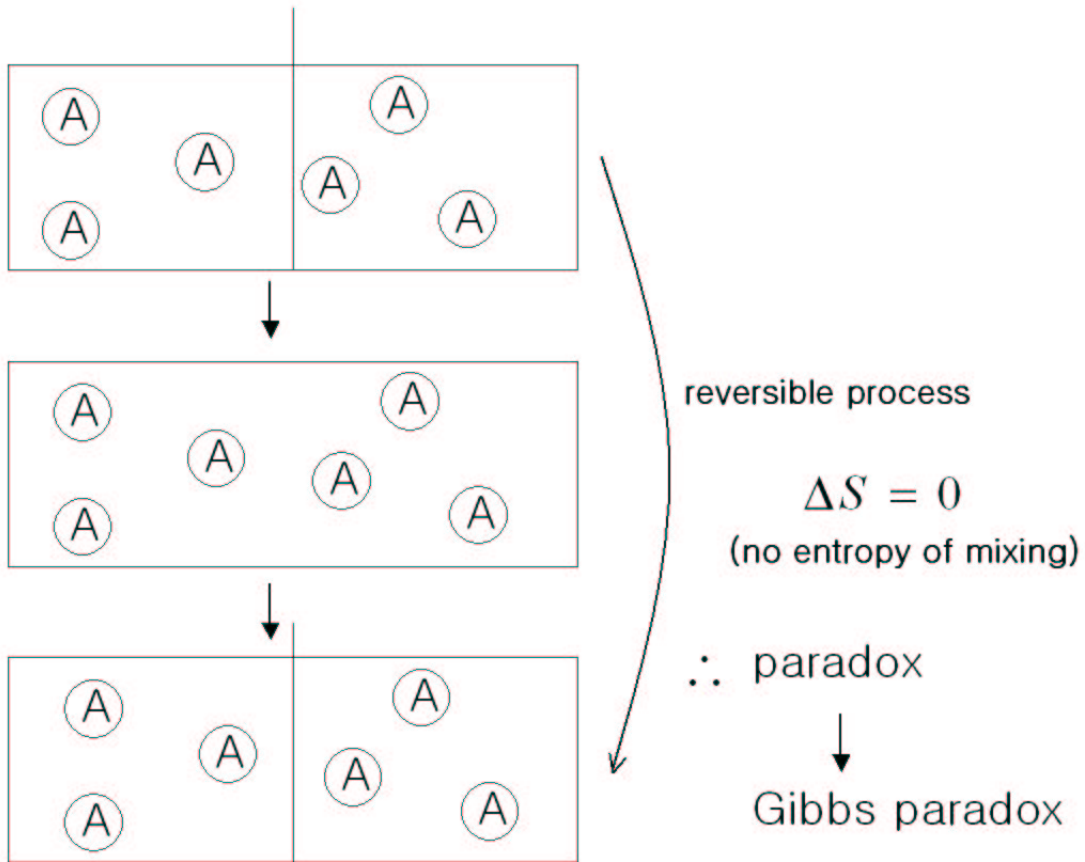 A
A
A
A
A
A
A
A
A
A
A
A
reversible process
ΔS = 0
(no entropy of mixing)
A
A
A
A
A
A
∴ paradox
Gibbs paradox